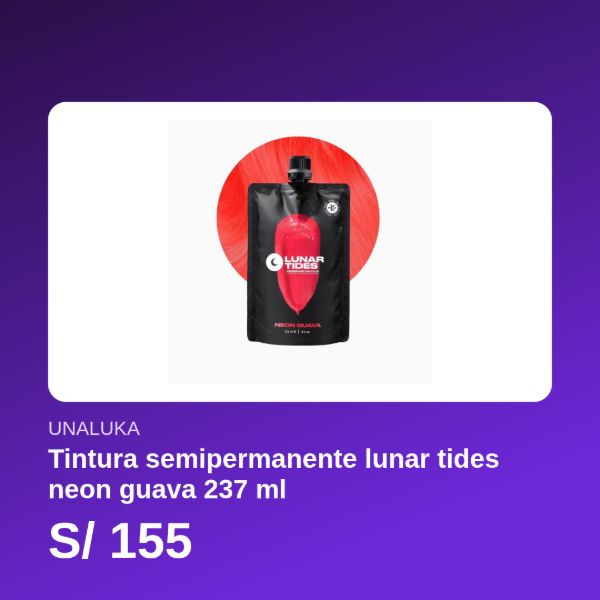 LUNAR
TIDES
NEON GUAVA
UNALUKA
Tintura semipermanente lunar tides
neon guava 237 ml
S/ 155